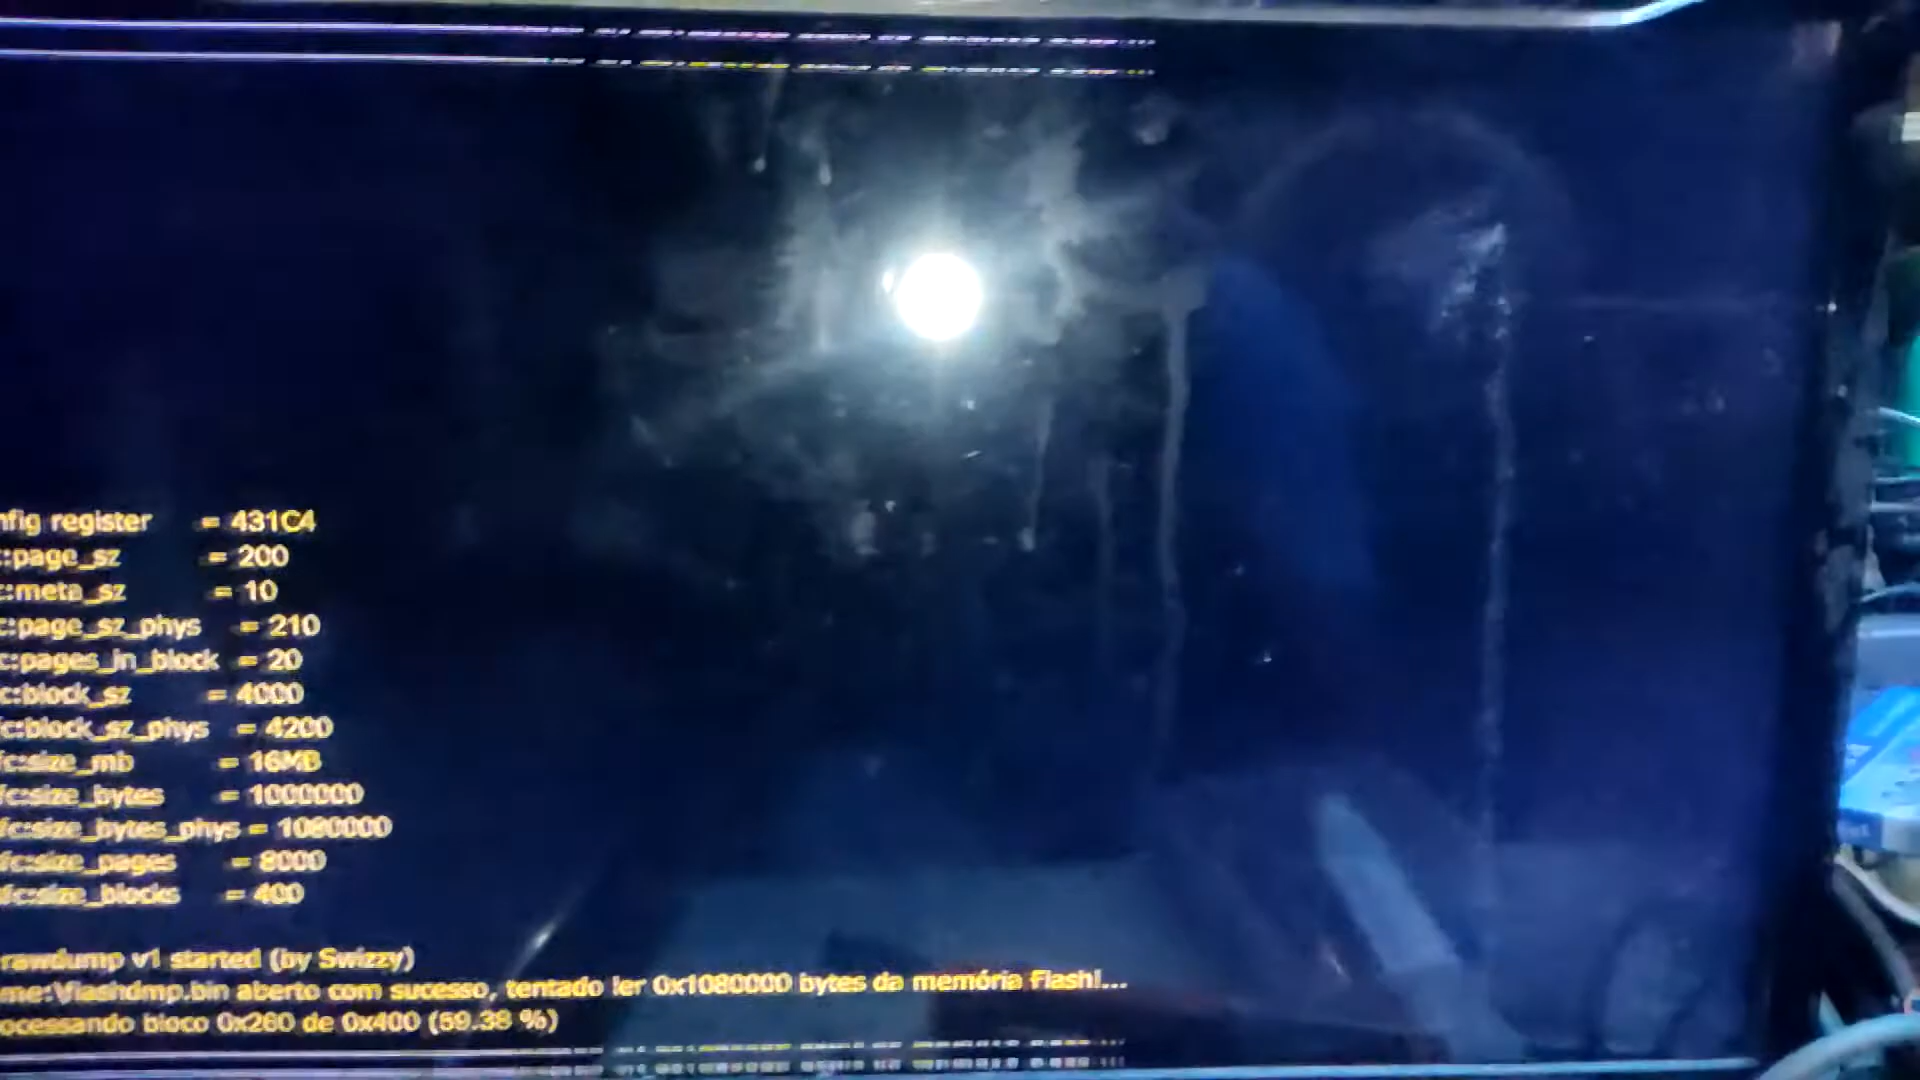 nfig register = 431C4
c:page_sz = 200
c:meta_sz = 10
c:page_sz_phys = 210
c:pages_in_block = 20
c:block_sz = 4000
fc:block_sz_phys = 4200
fc:size_mb = 16MB
fc:size_bytes = 1000000
fc:size_bytes_phys = 1080000
fc:size_pages = 8000
sfc:size_blocks = 400
rawdump v1 started (by Swizzy)
me:\flashdmp.bin aberto com sucesso, tentado ler 0x1080000 bytes da memória Flash!...
ocessando bloco 0x260 de 0x400 (59.38 %)